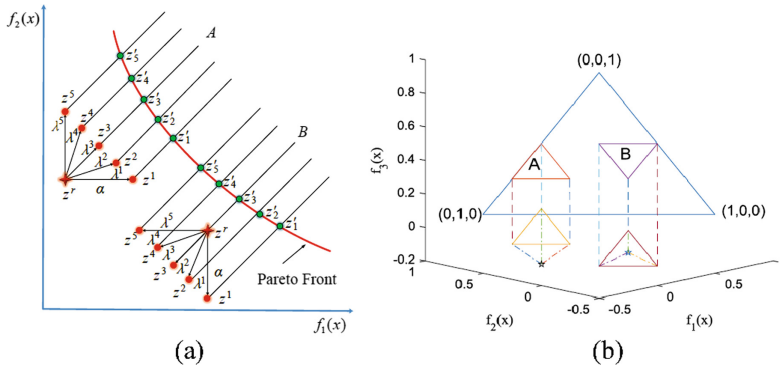 f₂(x)
A
z'₅
z'₄
z'₃
z'₂
z'₁
z⁵
z⁴
z³
z²
z¹
λ⁵
λ⁴
λ³
λ²
λ¹
zʳ
α
B
z'₅
z'₄
z'₃
z'₂
z'₁
zʳ
z⁵
z⁴
z³
z²
z¹
λ⁵
λ⁴
λ³
λ¹
α
Pareto Front
f₁(x)
(a)
1
0.8
0.6
0.4
0.2
0
-0.2
f₃(x)
(0,0,1)
A
B
(0,1,0)
(1,0,0)
1
0.5
0
-0.5
f₂(x)
-0.5
0
0.5
f₁(x)
(b)